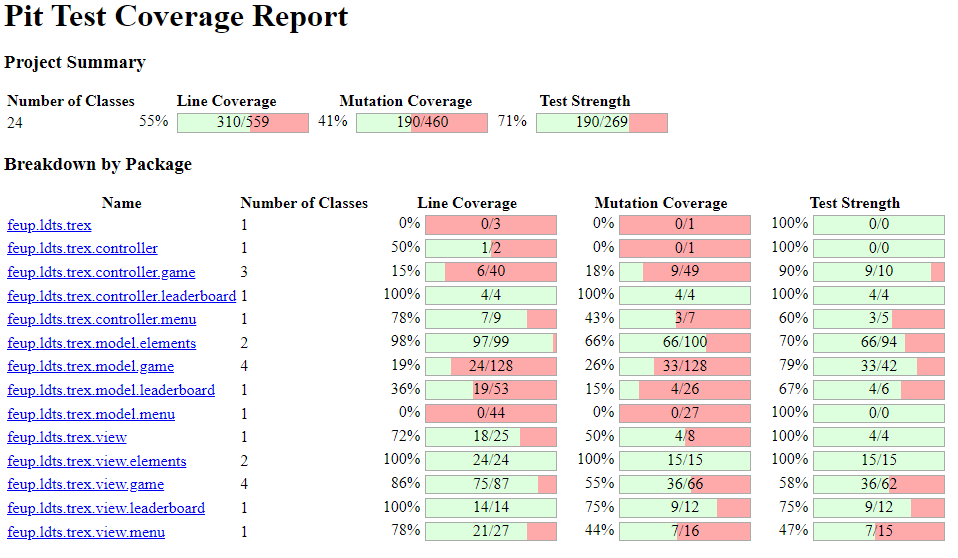 Pit Test Coverage Report
Project Summary
Number of Classes Line Coverage Mutation Coverage Test Strength
24 55% 310/559 41% 190/460 71% 190/269
Breakdown by Package
Name Number of Classes Line Coverage Mutation Coverage Test Strength
feup.ldts.trex 1 0% 0/3 0% 0/1 100% 0/0
feup.ldts.trex.controller 1 50% 1/2 0% 0/1 100% 0/0
feup.ldts.trex.controller.game 3 15% 6/40 18% 9/49 90% 9/10
feup.ldts.trex.controller.leaderboard 1 100% 4/4 100% 4/4 100% 4/4
feup.ldts.trex.controller.menu 1 78% 7/9 43% 3/7 60% 3/5
feup.ldts.trex.model.elements 2 98% 97/99 66% 66/100 70% 66/94
feup.ldts.trex.model.game 4 19% 24/128 26% 33/128 79% 33/42
feup.ldts.trex.model.leaderboard 1 36% 19/53 15% 4/26 67% 4/6
feup.ldts.trex.model.menu 1 0% 0/44 0% 0/27 100% 0/0
feup.ldts.trex.view 1 72% 18/25 50% 4/8 100% 4/4
feup.ldts.trex.view.elements 2 100% 24/24 100% 15/15 100% 15/15
feup.ldts.trex.view.game 4 86% 75/87 55% 36/66 58% 36/62
feup.ldts.trex.view.leaderboard 1 100% 14/14 75% 9/12 75% 9/12
feup.ldts.trex.view.menu 1 78% 21/27 44% 7/16 47% 7/15